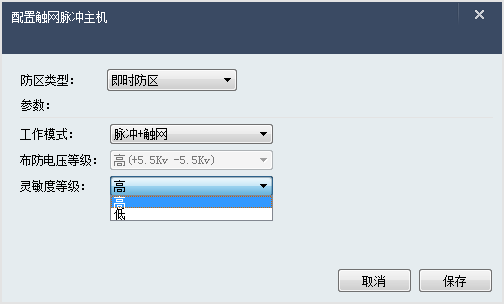 配置触网脉冲主机
防区类型： 即时防区
参数：
工作模式： 脉冲+触网
布防电压等级： 高(+5.5Kv -5.5Kv)
灵敏度等级： 高
高
低
取消 保存